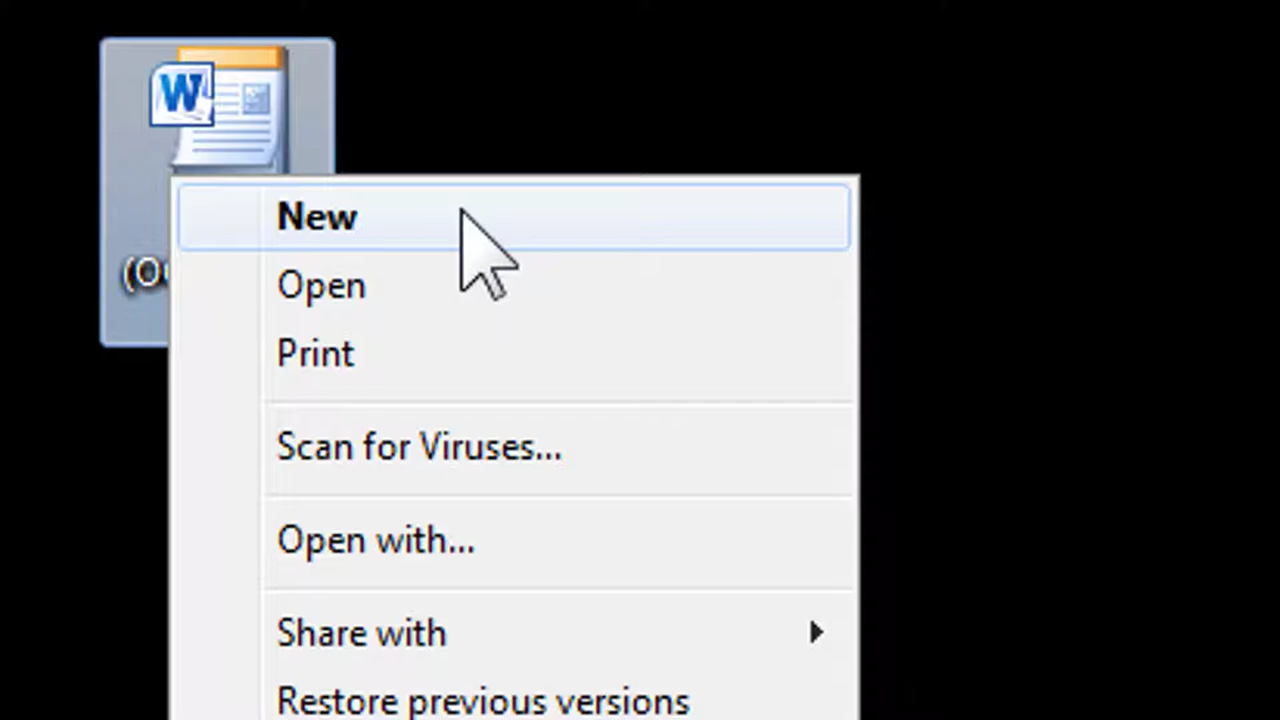 W
New
Open
Print
Scan for Viruses...
Open with...
Share with
Restore previous versions